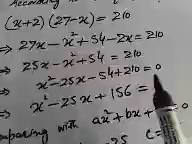 (x+2)(27-x) = 210
⇒ 27x - x² + 54 - 2x = 210
⇒ 25x - x² + 54 = 210
⇒ x² - 25x - 54 + 210 = 0
⇒ x² - 25x + 156 =
with ax² + bx +